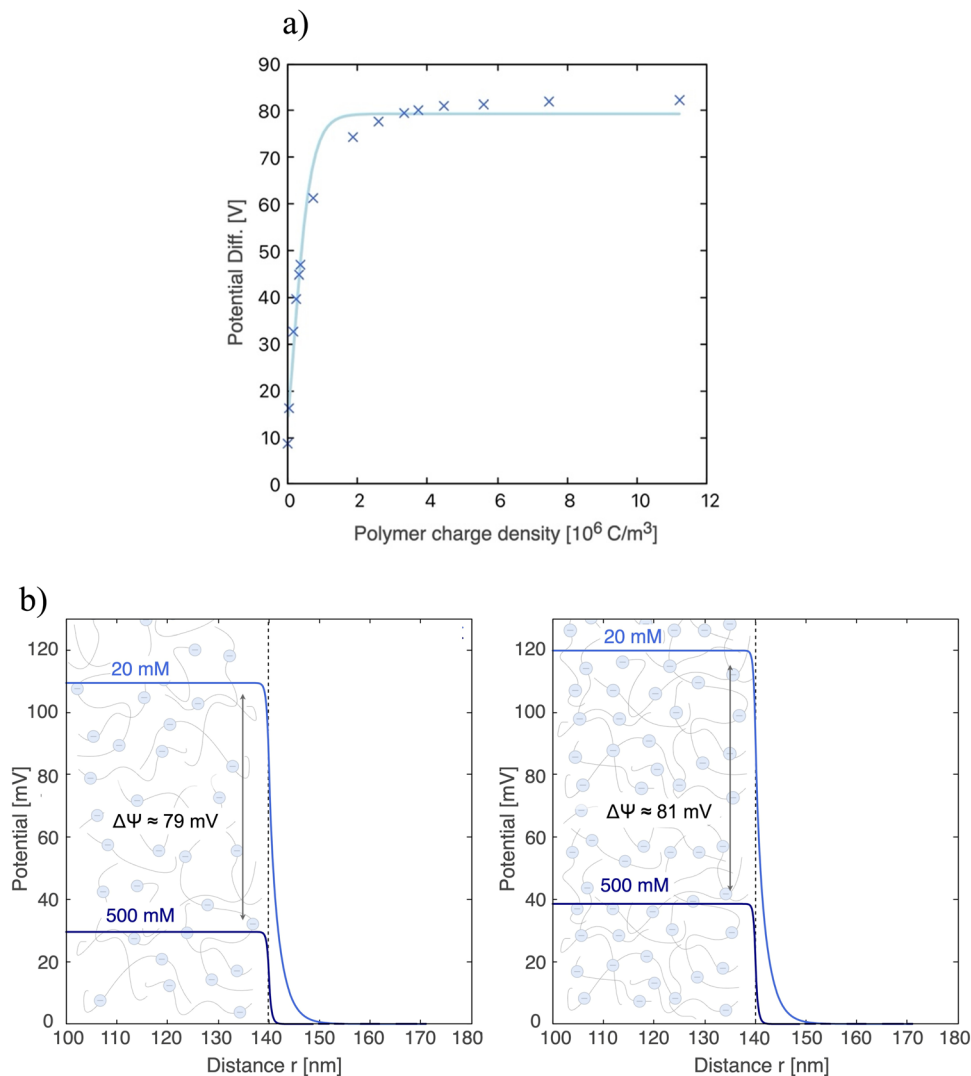 a)
90
80
70
60
50
40
30
20
10
0
Potential Diff. [V]
0 2 4 6 8 10 12
Polymer charge density [10⁶ C/m³]
b)
120
100
80
60
40
20
0
Potential [mV]
20 mM
ΔΨ ≈ 79 mV
500 mM
100 110 120 130 140 150 160 170 180
Distance r [nm]
120
100
80
60
40
20
0
Potential [mV]
20 mM
ΔΨ ≈ 81 mV
500 mM
100 110 120 130 140 150 160 170 180
Distance r [nm]